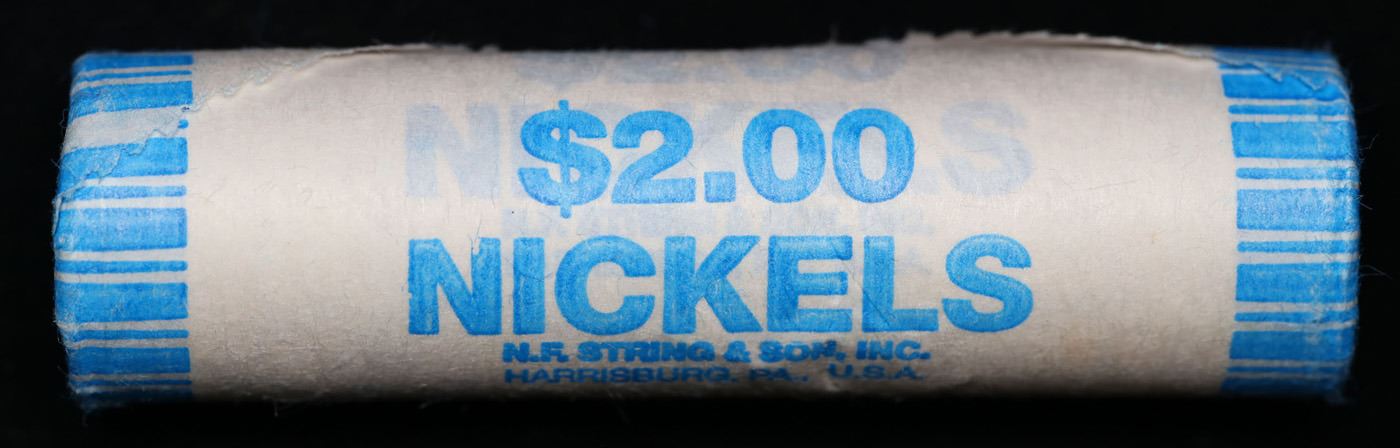 $2.00
NICKELS
N.F. STRING & SON, INC.
HARRISBURG, PA., U.S.A.